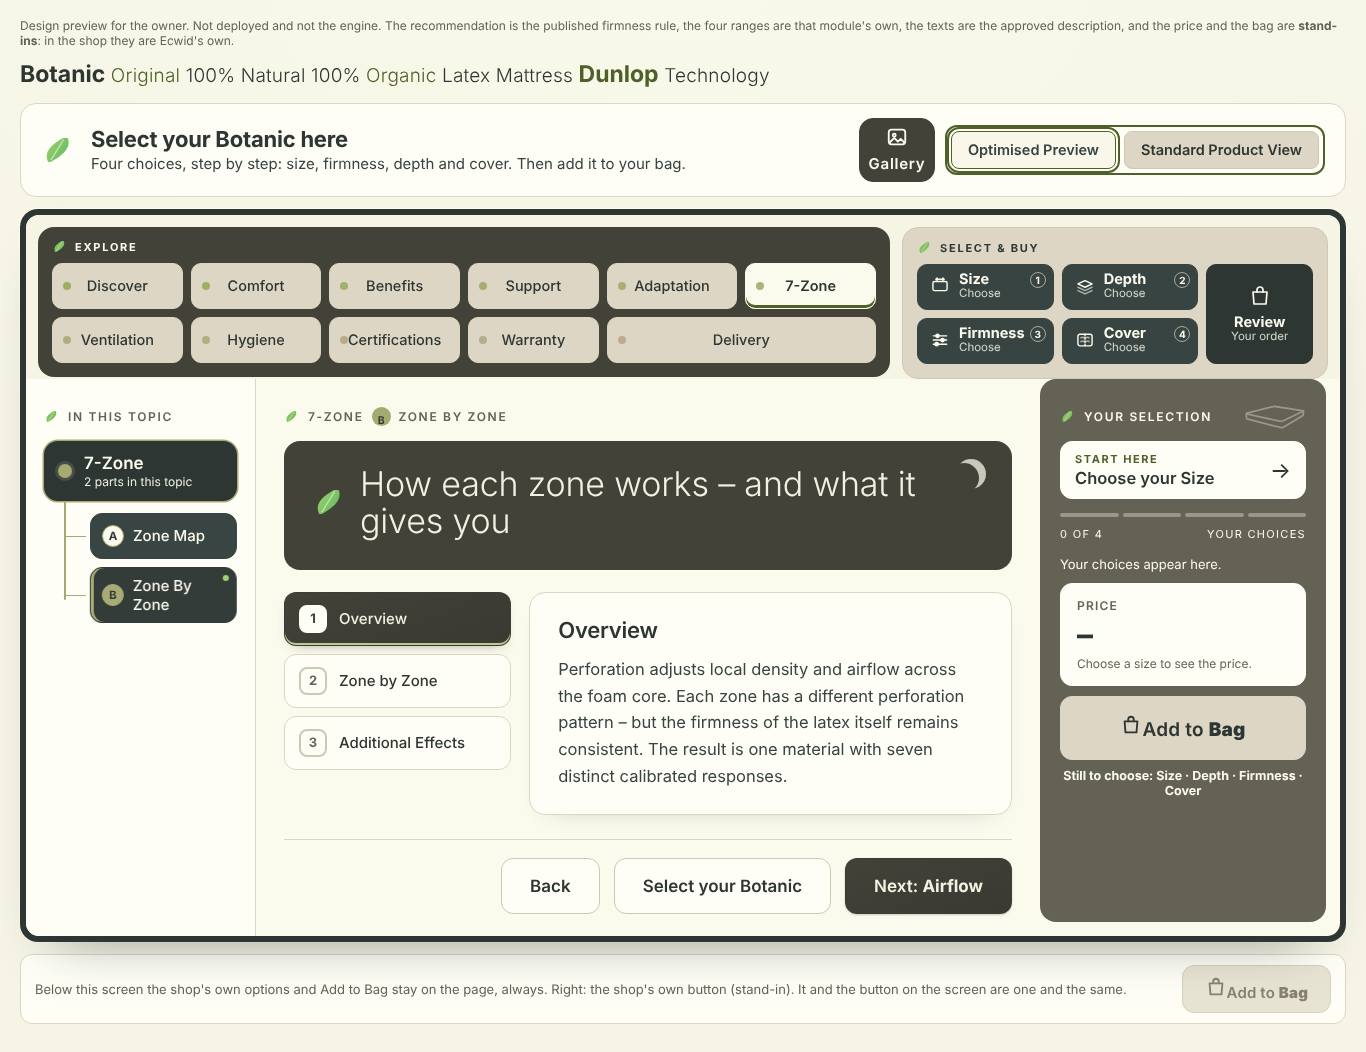 Design preview for the owner. Not deployed and not the engine. The recommendation is the published firmness rule, the four ranges are that module's own, the texts are the approved description, and the price and the bag are stand-
ins: in the shop they are Ecwid's own.
Botanic Original 100% Natural 100% Organic Latex Mattress Dunlop Technology
Select your Botanic here
Four choices, step by step: size, firmness, depth and cover. Then add it to your bag.
Gallery
Optimised Preview
Standard Product View
EXPLORE
Discover
Comfort
Benefits
Support
Adaptation
7-Zone
Ventilation
Hygiene
Certifications
Warranty
Delivery
SELECT & BUY
Size
Choose
1
Depth
Choose
2
Firmness
Choose
3
Cover
Choose
4
Review
Your order
IN THIS TOPIC
7-Zone
2 parts in this topic
A
Zone Map
B
Zone By
Zone
7-ZONE B ZONE BY ZONE
How each zone works – and what it
gives you
1
Overview
2
Zone by Zone
3
Additional Effects
Overview
Perforation adjusts local density and airflow across
the foam core. Each zone has a different perforation
pattern – but the firmness of the latex itself remains
consistent. The result is one material with seven
distinct calibrated responses.
Back
Select your Botanic
Next: Airflow
YOUR SELECTION
START HERE
Choose your Size
0 OF 4
YOUR CHOICES
Your choices appear here.
PRICE
–
Choose a size to see the price.
Add to Bag
Still to choose: Size · Depth · Firmness ·
Cover
Below this screen the shop's own options and Add to Bag stay on the page, always. Right: the shop's own button (stand-in). It and the button on the screen are one and the same.
Add to Bag